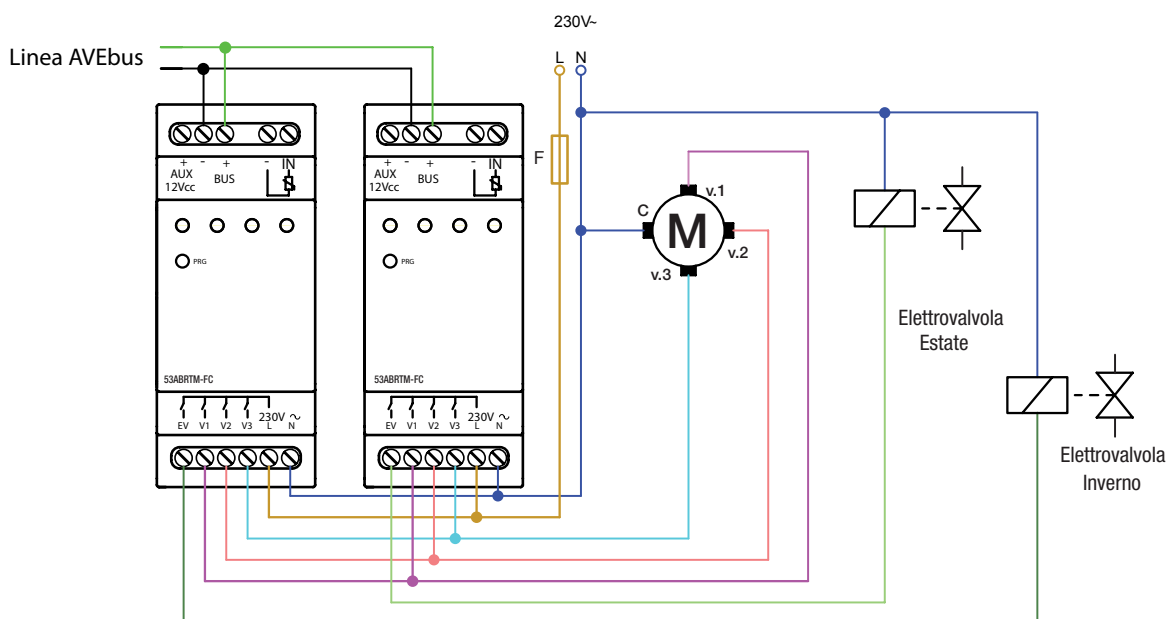 230V~
Linea AVEbus
L N
F
+ - + - IN
AUX
12Vcc
BUS
PRG
53ABRTM-FC
EV V1 V2 V3 230V L ~ N
+ - + - IN
AUX
12Vcc
BUS
PRG
53ABRTM-FC
EV V1 V2 V3 230V L ~ N
v.1
C
M
v.2
v.3
Elettrovalvola
Estate
Elettrovalvola
Inverno